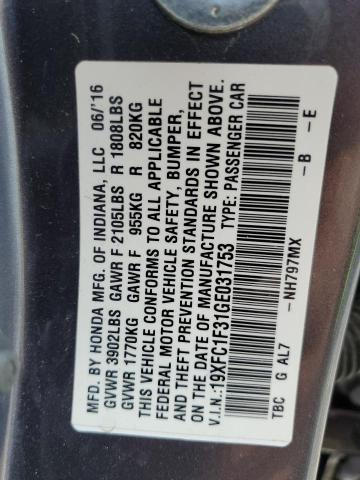 MFD. BY HONDA MFG. OF INDIANA, LLC 06/'16
GVWR 3902LBS GAWR F 2105LBS R 1808LBS
GVWR 1770KG GAWR F 955KG R 820KG
THIS VEHICLE CONFORMS TO ALL APPLICABLE
FEDERAL MOTOR VEHICLE SAFETY, BUMPER,
AND THEFT PREVENTION STANDARDS IN EFFECT
ON THE DATE OF MANUFACTURE SHOWN ABOVE.
V.I.N.:19XFC1F31GE031753 TYPE: PASSENGER CAR
TBC G AL7 -NH797MX -B -E